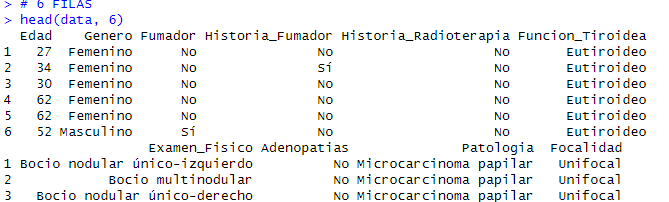 > # 6 FILAS
> head(data, 6)
Edad Genero Fumador Historia_Fumador Historia_Radioterapia Funcion_Tiroidea
1 27 Femenino No No No Eutiroideo
2 34 Femenino No Sí No Eutiroideo
3 30 Femenino No No No Eutiroideo
4 62 Femenino No No No Eutiroideo
5 62 Femenino No No No Eutiroideo
6 52 Masculino Sí No No Eutiroideo
Examen_Fisico Adenopatias Patologia Focalidad
1 Bocio nodular único-izquierdo No Microcarcinoma papilar Unifocal
2 Bocio multinodular No Microcarcinoma papilar Unifocal
3 Bocio nodular único-derecho No Microcarcinoma papilar Unifocal